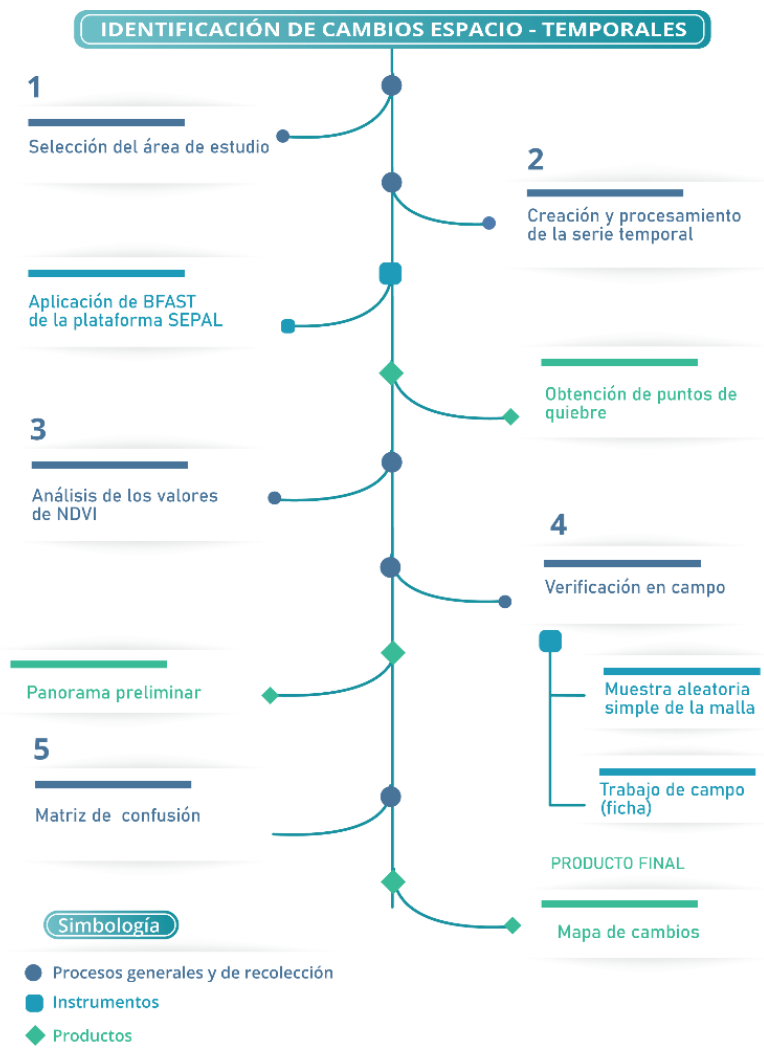 IDENTIFICACIÓN DE CAMBIOS ESPACIO - TEMPORALES
1
Selección del área de estudio
2
Creación y procesamiento
de la serie temporal
Aplicación de BFAST
de la plataforma SEPAL
Obtención de puntos de
quiebre
3
Análisis de los valores
de NDVI
4
Verificación en campo
Muestra aleatoria
simple de la malla
Trabajo de campo
(ficha)
Panorama preliminar
5
Matriz de confusión
PRODUCTO FINAL
Mapa de cambios
Simbología
Procesos generales y de recolección
Instrumentos
Productos